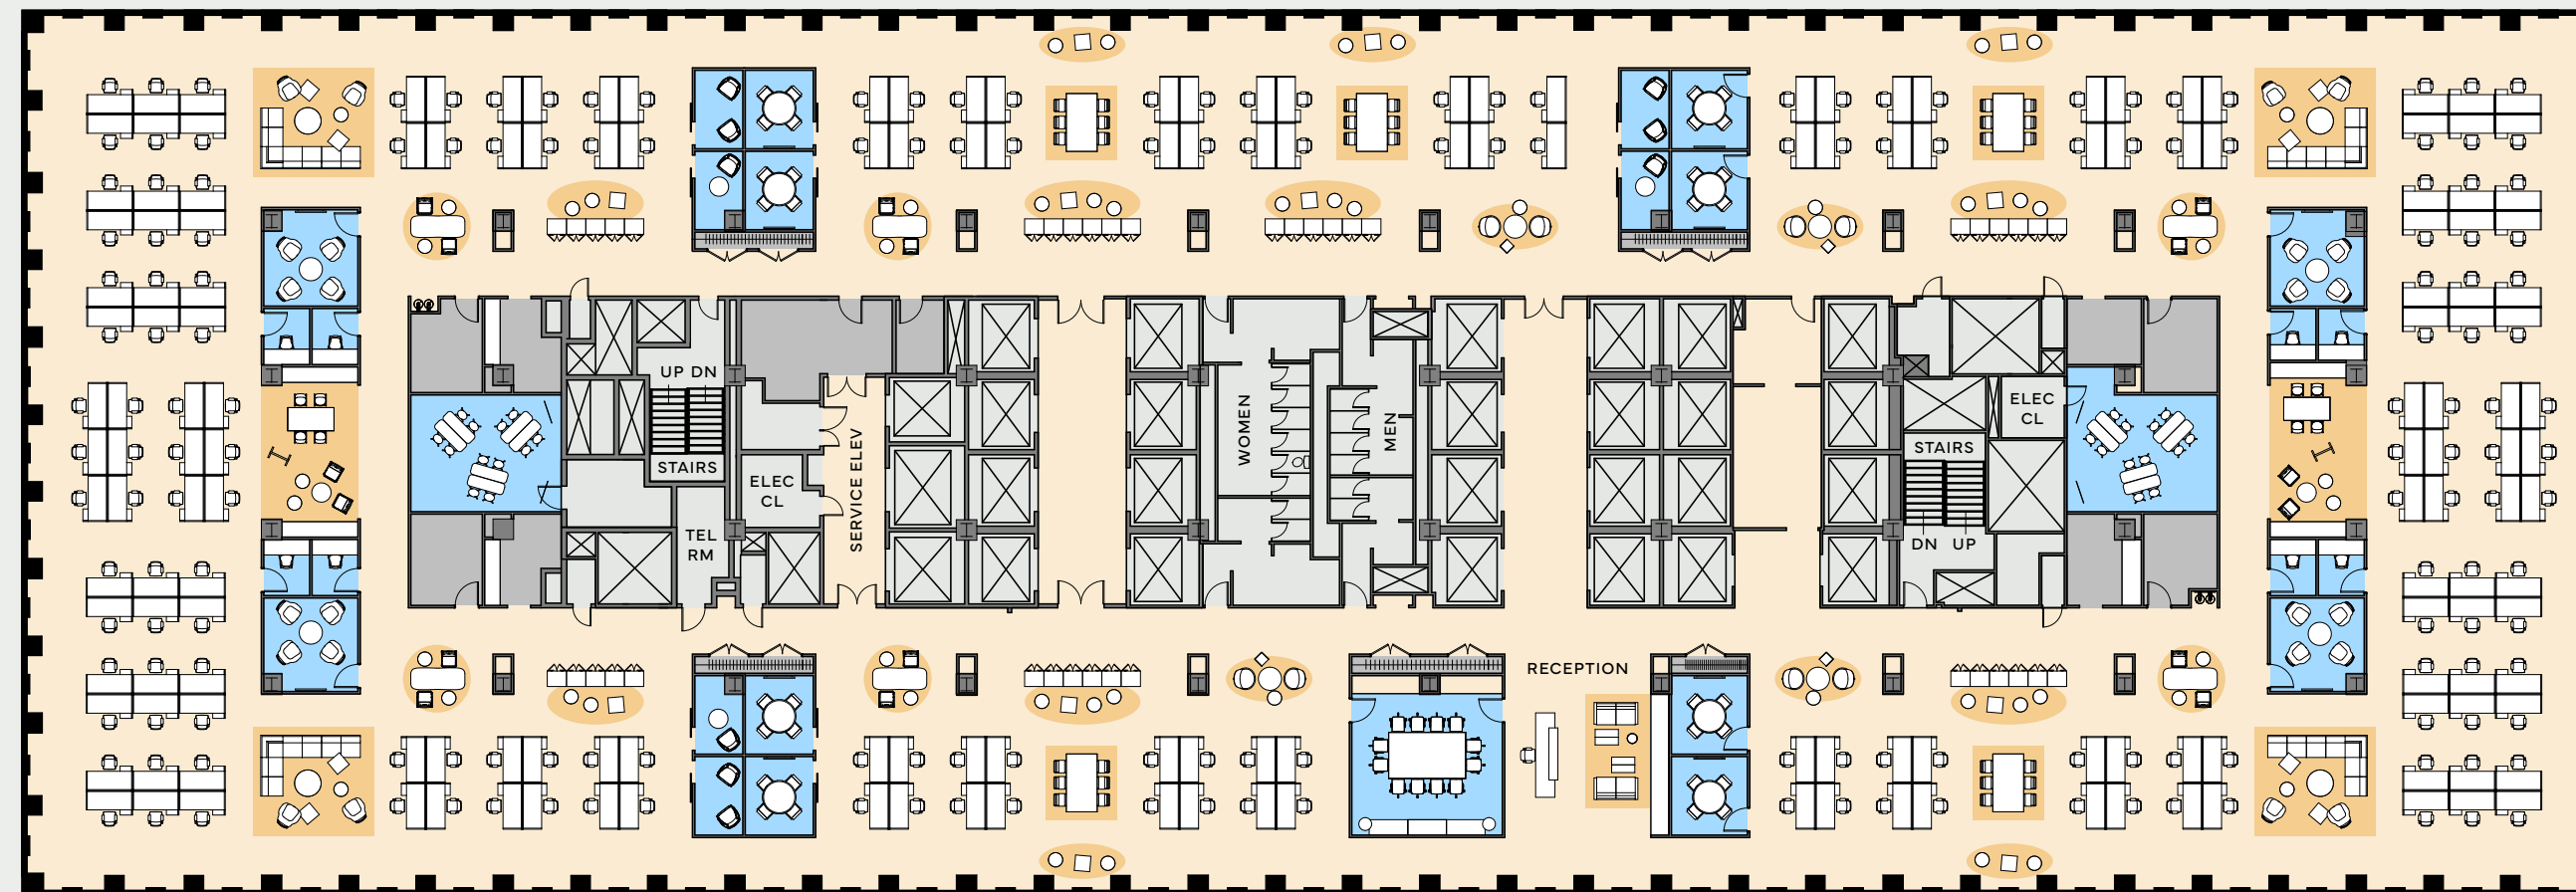 UP DN
STAIRS
ELEC
CL
TEL
RM
SERVICE ELEV
WOMEN
MEN
ELEC
CL
STAIRS
DN UP
RECEPTION